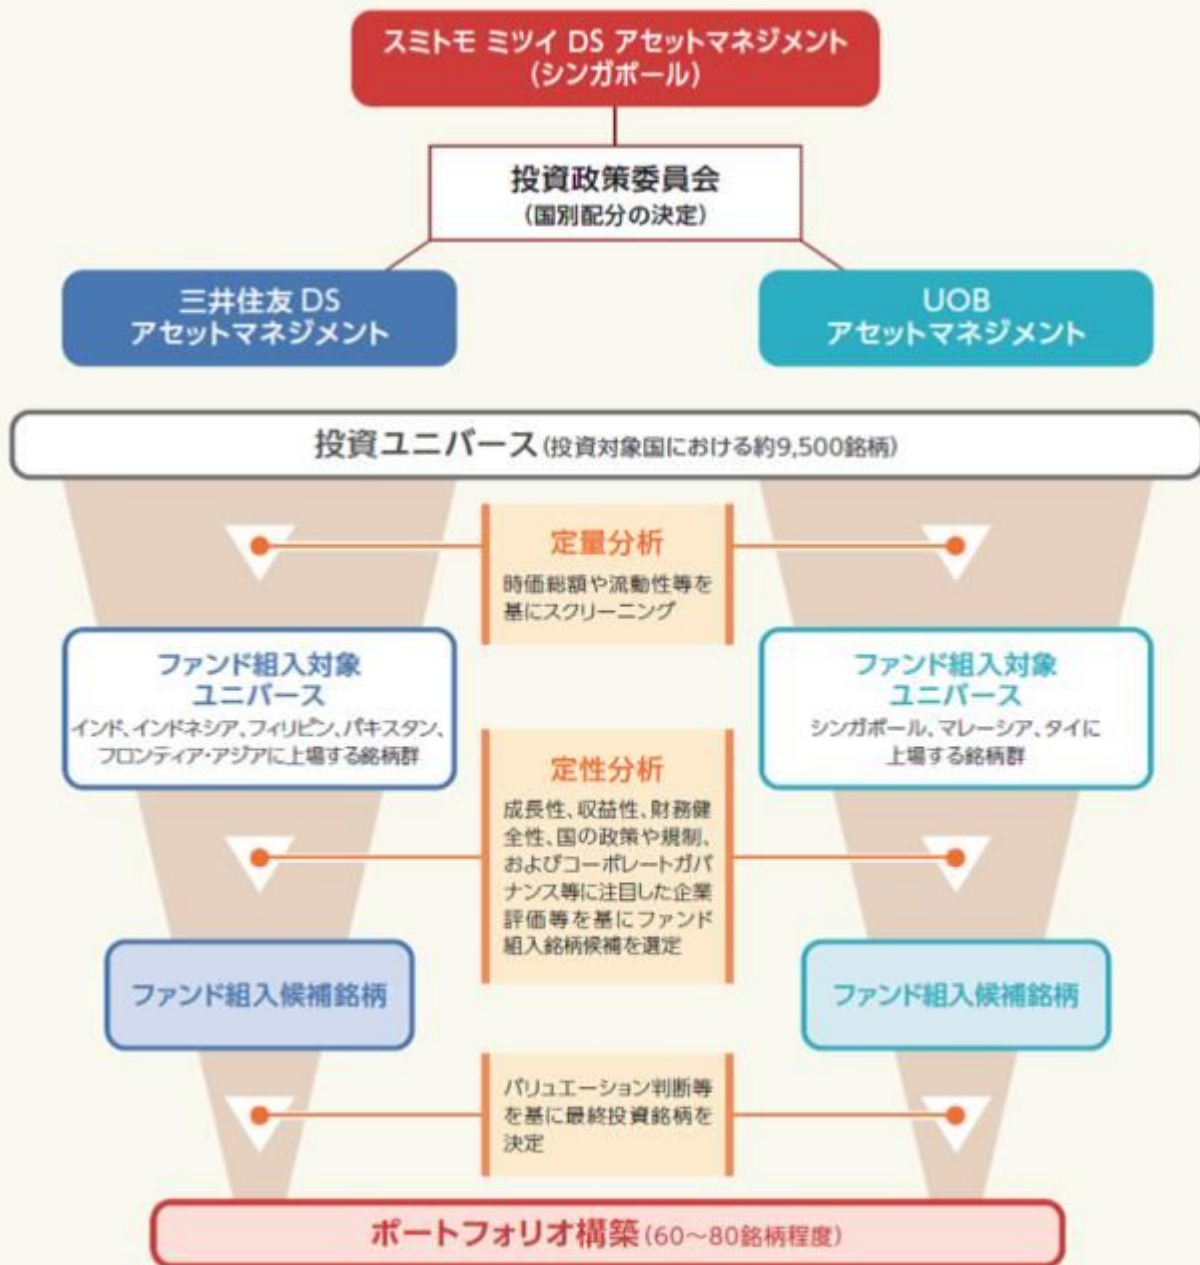 スミトモ ミツイ DS アセットマネジメント
(シンガポール)
投資政策委員会
(国別配分の決定)
三井住友 DS
アセットマネジメント
UOB
アセットマネジメント
投資ユニバース(投資対象国における約9,500銘柄)
定量分析
時価総額や流動性等を
基にスクリーニング
ファンド組入対象
ユニバース
インド、インドネシア、フィリピン、パキスタン、
フロンティア・アジアに上場する銘柄群
ファンド組入対象
ユニバース
シンガポール、マレーシア、タイに
上場する銘柄群
定性分析
成長性、収益性、財務健
全性、国の政策や規制、
およびコーポレートガバ
ナンス等に注目した企業
評価等を基にファンド
組入銘柄候補を選定
ファンド組入候補銘柄
ファンド組入候補銘柄
バリュエーション判断等
を基に最終投資銘柄を
決定
ポートフォリオ構築(60～80銘柄程度)